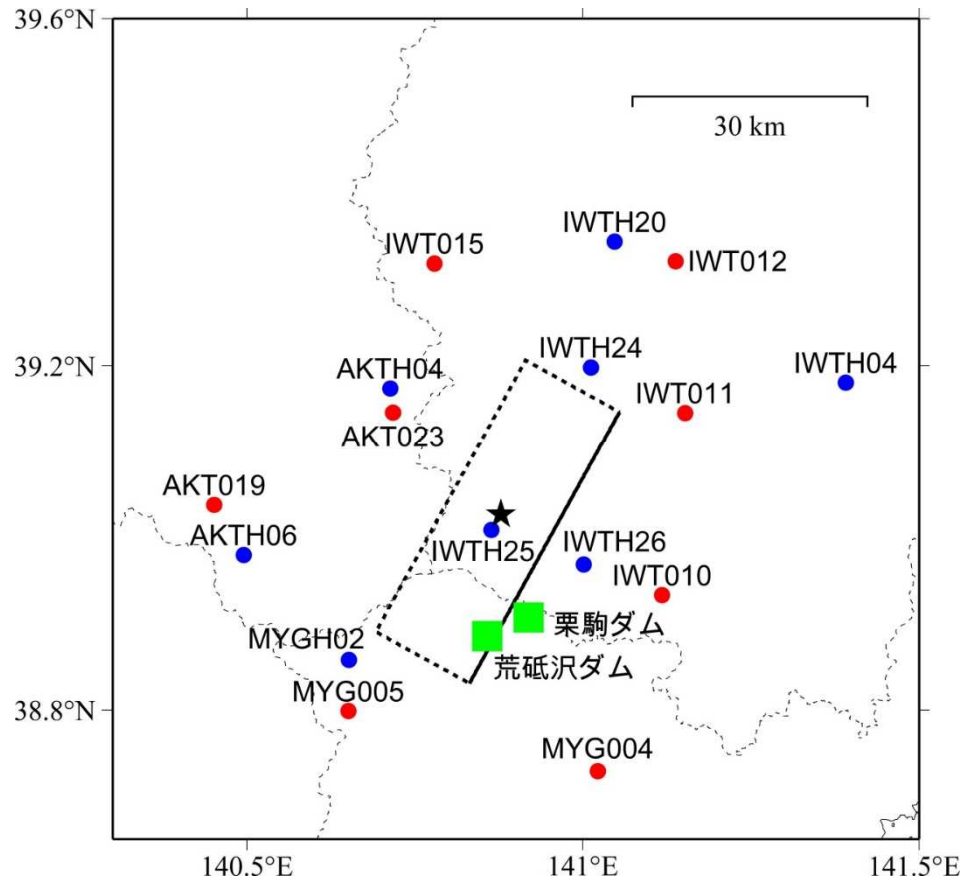 39.6°N
30 km
IWTH20
IWT015
IWT012
39.2°N
IWTH24
AKTH04
IWTH04
IWT011
AKT023
AKT019
AKTH06
IWTH25
IWTH26
IWT010
栗駒ダム
MYGH02
荒砥沢ダム
MYG005
38.8°N
MYG004
140.5°E
141°E
141.5°E